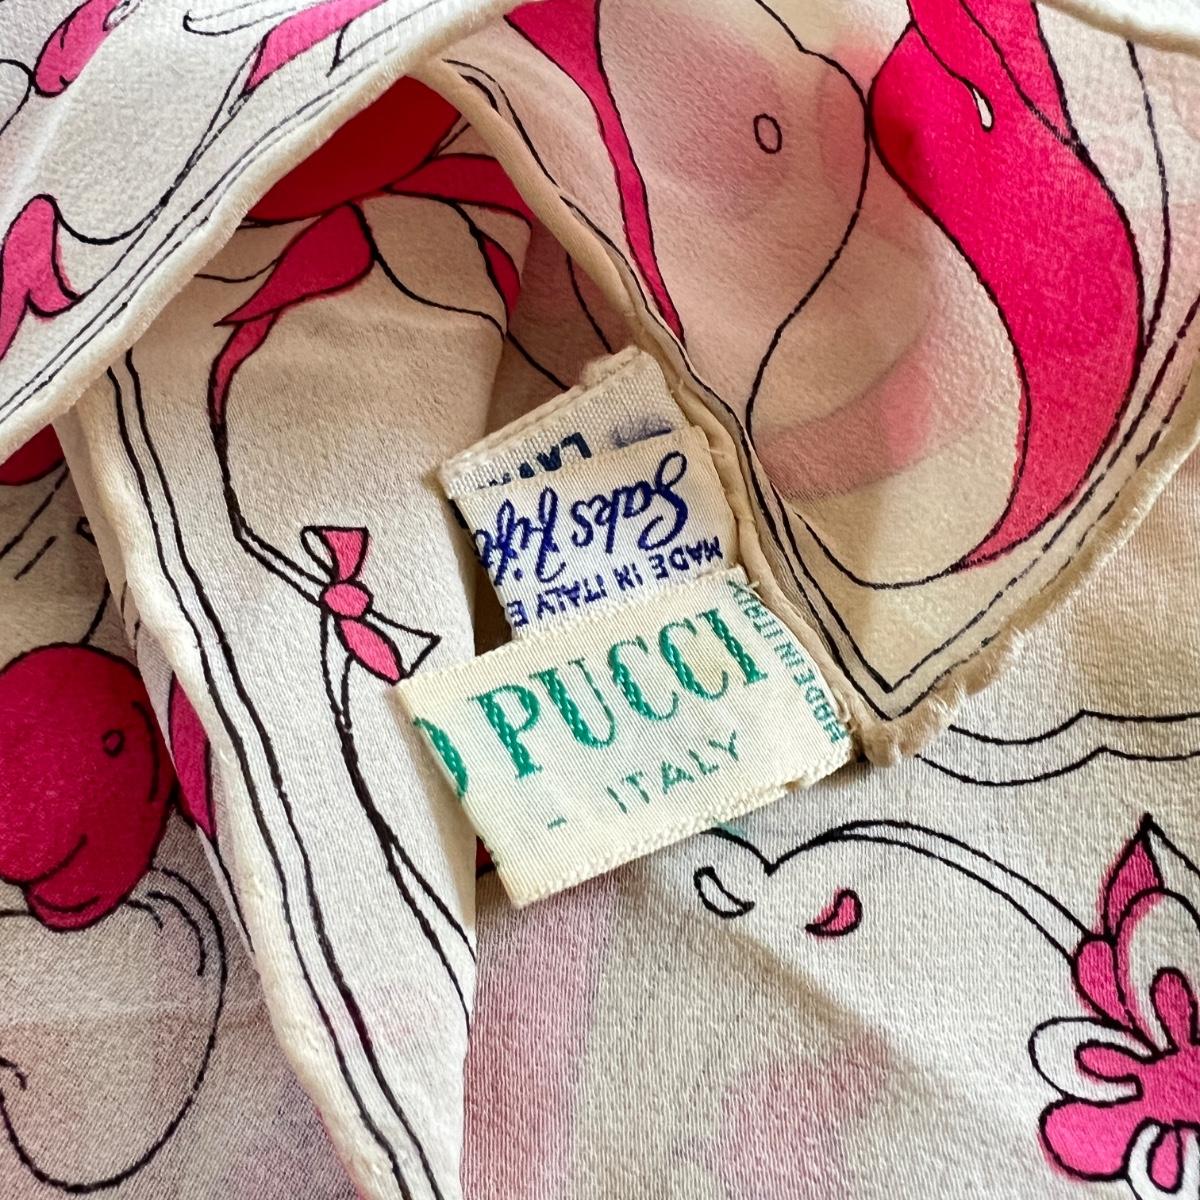 PUCCI
- ITALY
MADE IN ITALY
Saks
MADE IN ITALY E